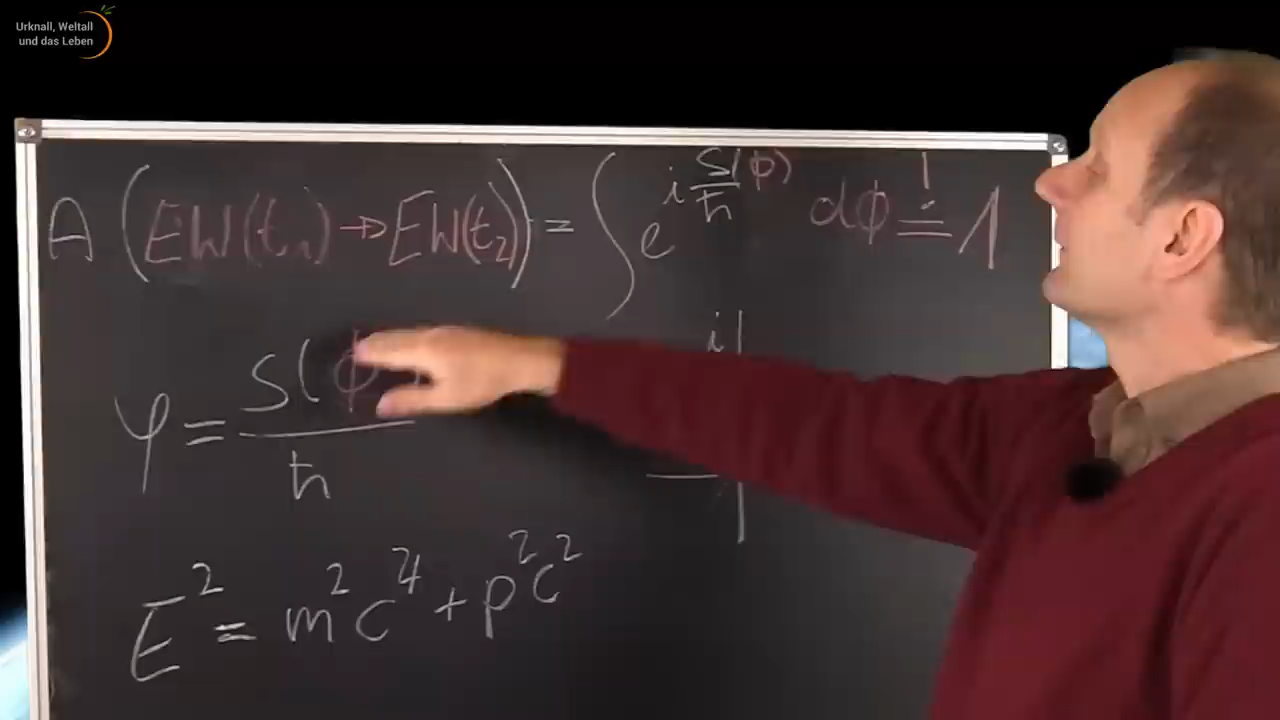 Urknall, Weltall
und das Leben
A (EW(t₁) → EW(t₂)) = ∫ e^{i S(ϕ)/ħ} dϕ =! 1
φ = S(ϕ
ħ
i
E² = m²c⁴ + p²c²